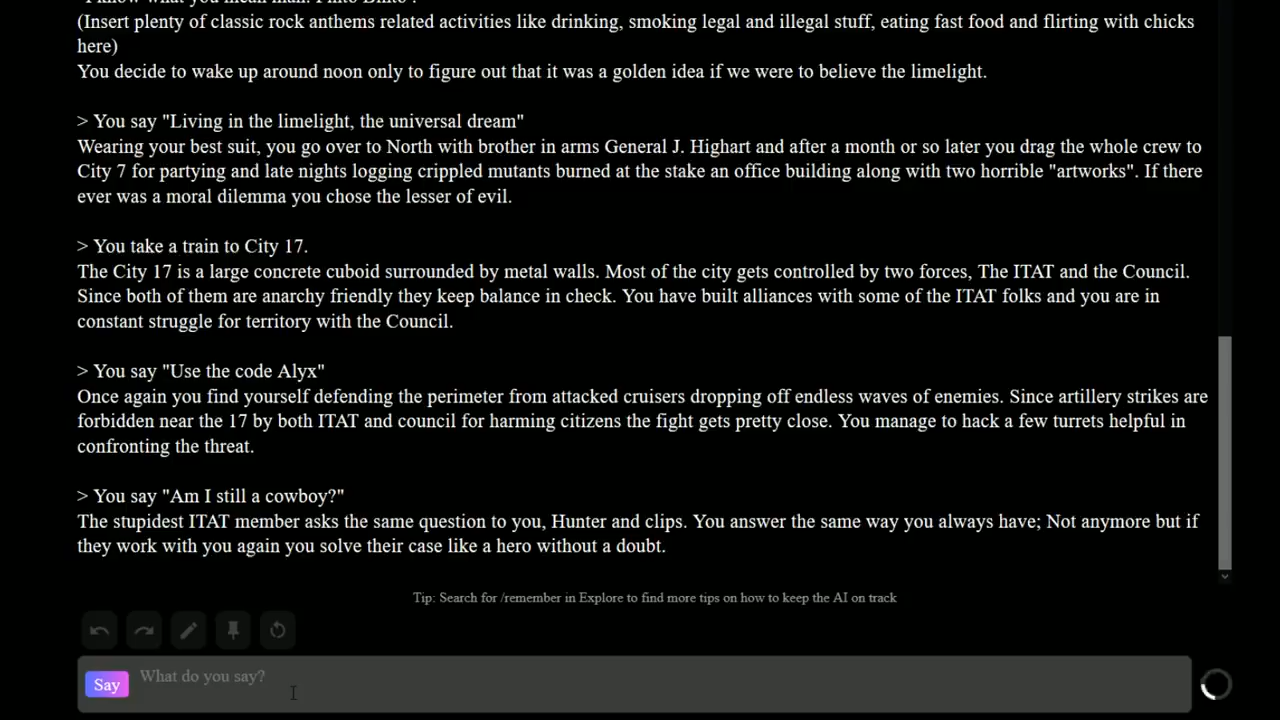 (Insert plenty of classic rock anthems related activities like drinking, smoking legal and illegal stuff, eating fast food and flirting with chicks
here)
You decide to wake up around noon only to figure out that it was a golden idea if we were to believe the limelight.
> You say "Living in the limelight, the universal dream"
Wearing your best suit, you go over to North with brother in arms General J. Highart and after a month or so later you drag the whole crew to
City 7 for partying and late nights logging crippled mutants burned at the stake an office building along with two horrible "artworks". If there
ever was a moral dilemma you chose the lesser of evil.
> You take a train to City 17.
The City 17 is a large concrete cuboid surrounded by metal walls. Most of the city gets controlled by two forces, The ITAT and the Council.
Since both of them are anarchy friendly they keep balance in check. You have built alliances with some of the ITAT folks and you are in
constant struggle for territory with the Council.
> You say "Use the code Alyx"
Once again you find yourself defending the perimeter from attacked cruisers dropping off endless waves of enemies. Since artillery strikes are
forbidden near the 17 by both ITAT and council for harming citizens the fight gets pretty close. You manage to hack a few turrets helpful in
confronting the threat.
> You say "Am I still a cowboy?"
The stupidest ITAT member asks the same question to you, Hunter and clips. You answer the same way you always have; Not anymore but if
they work with you again you solve their case like a hero without a doubt.
Tip: Search for /remember in Explore to find more tips on how to keep the AI on track
Say What do you say?